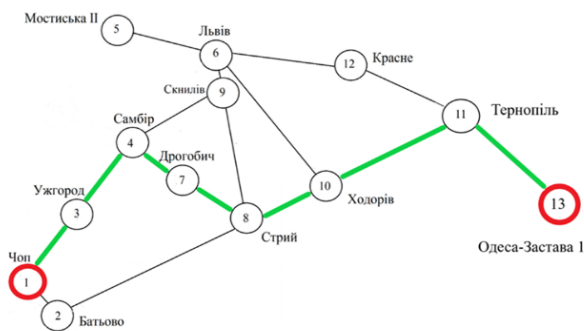 Мостиська II
5
Львів
6
Красне
12
Скнилів
9
Самбір
4
Тернопіль
11
Дрогобич
7
Ужгород
3
10
Ходорів
13
8
Стрий
Одеса-Застава 1
Чоп
1
2
Батьово